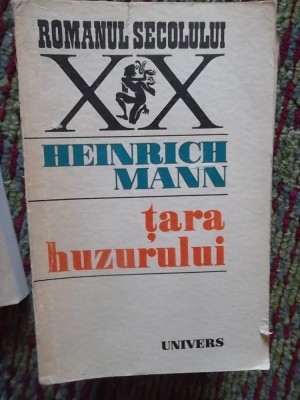 ROMANUL SECOLULUI
XX
HEINRICH
MANN
țara
huzurului
UNIVERS